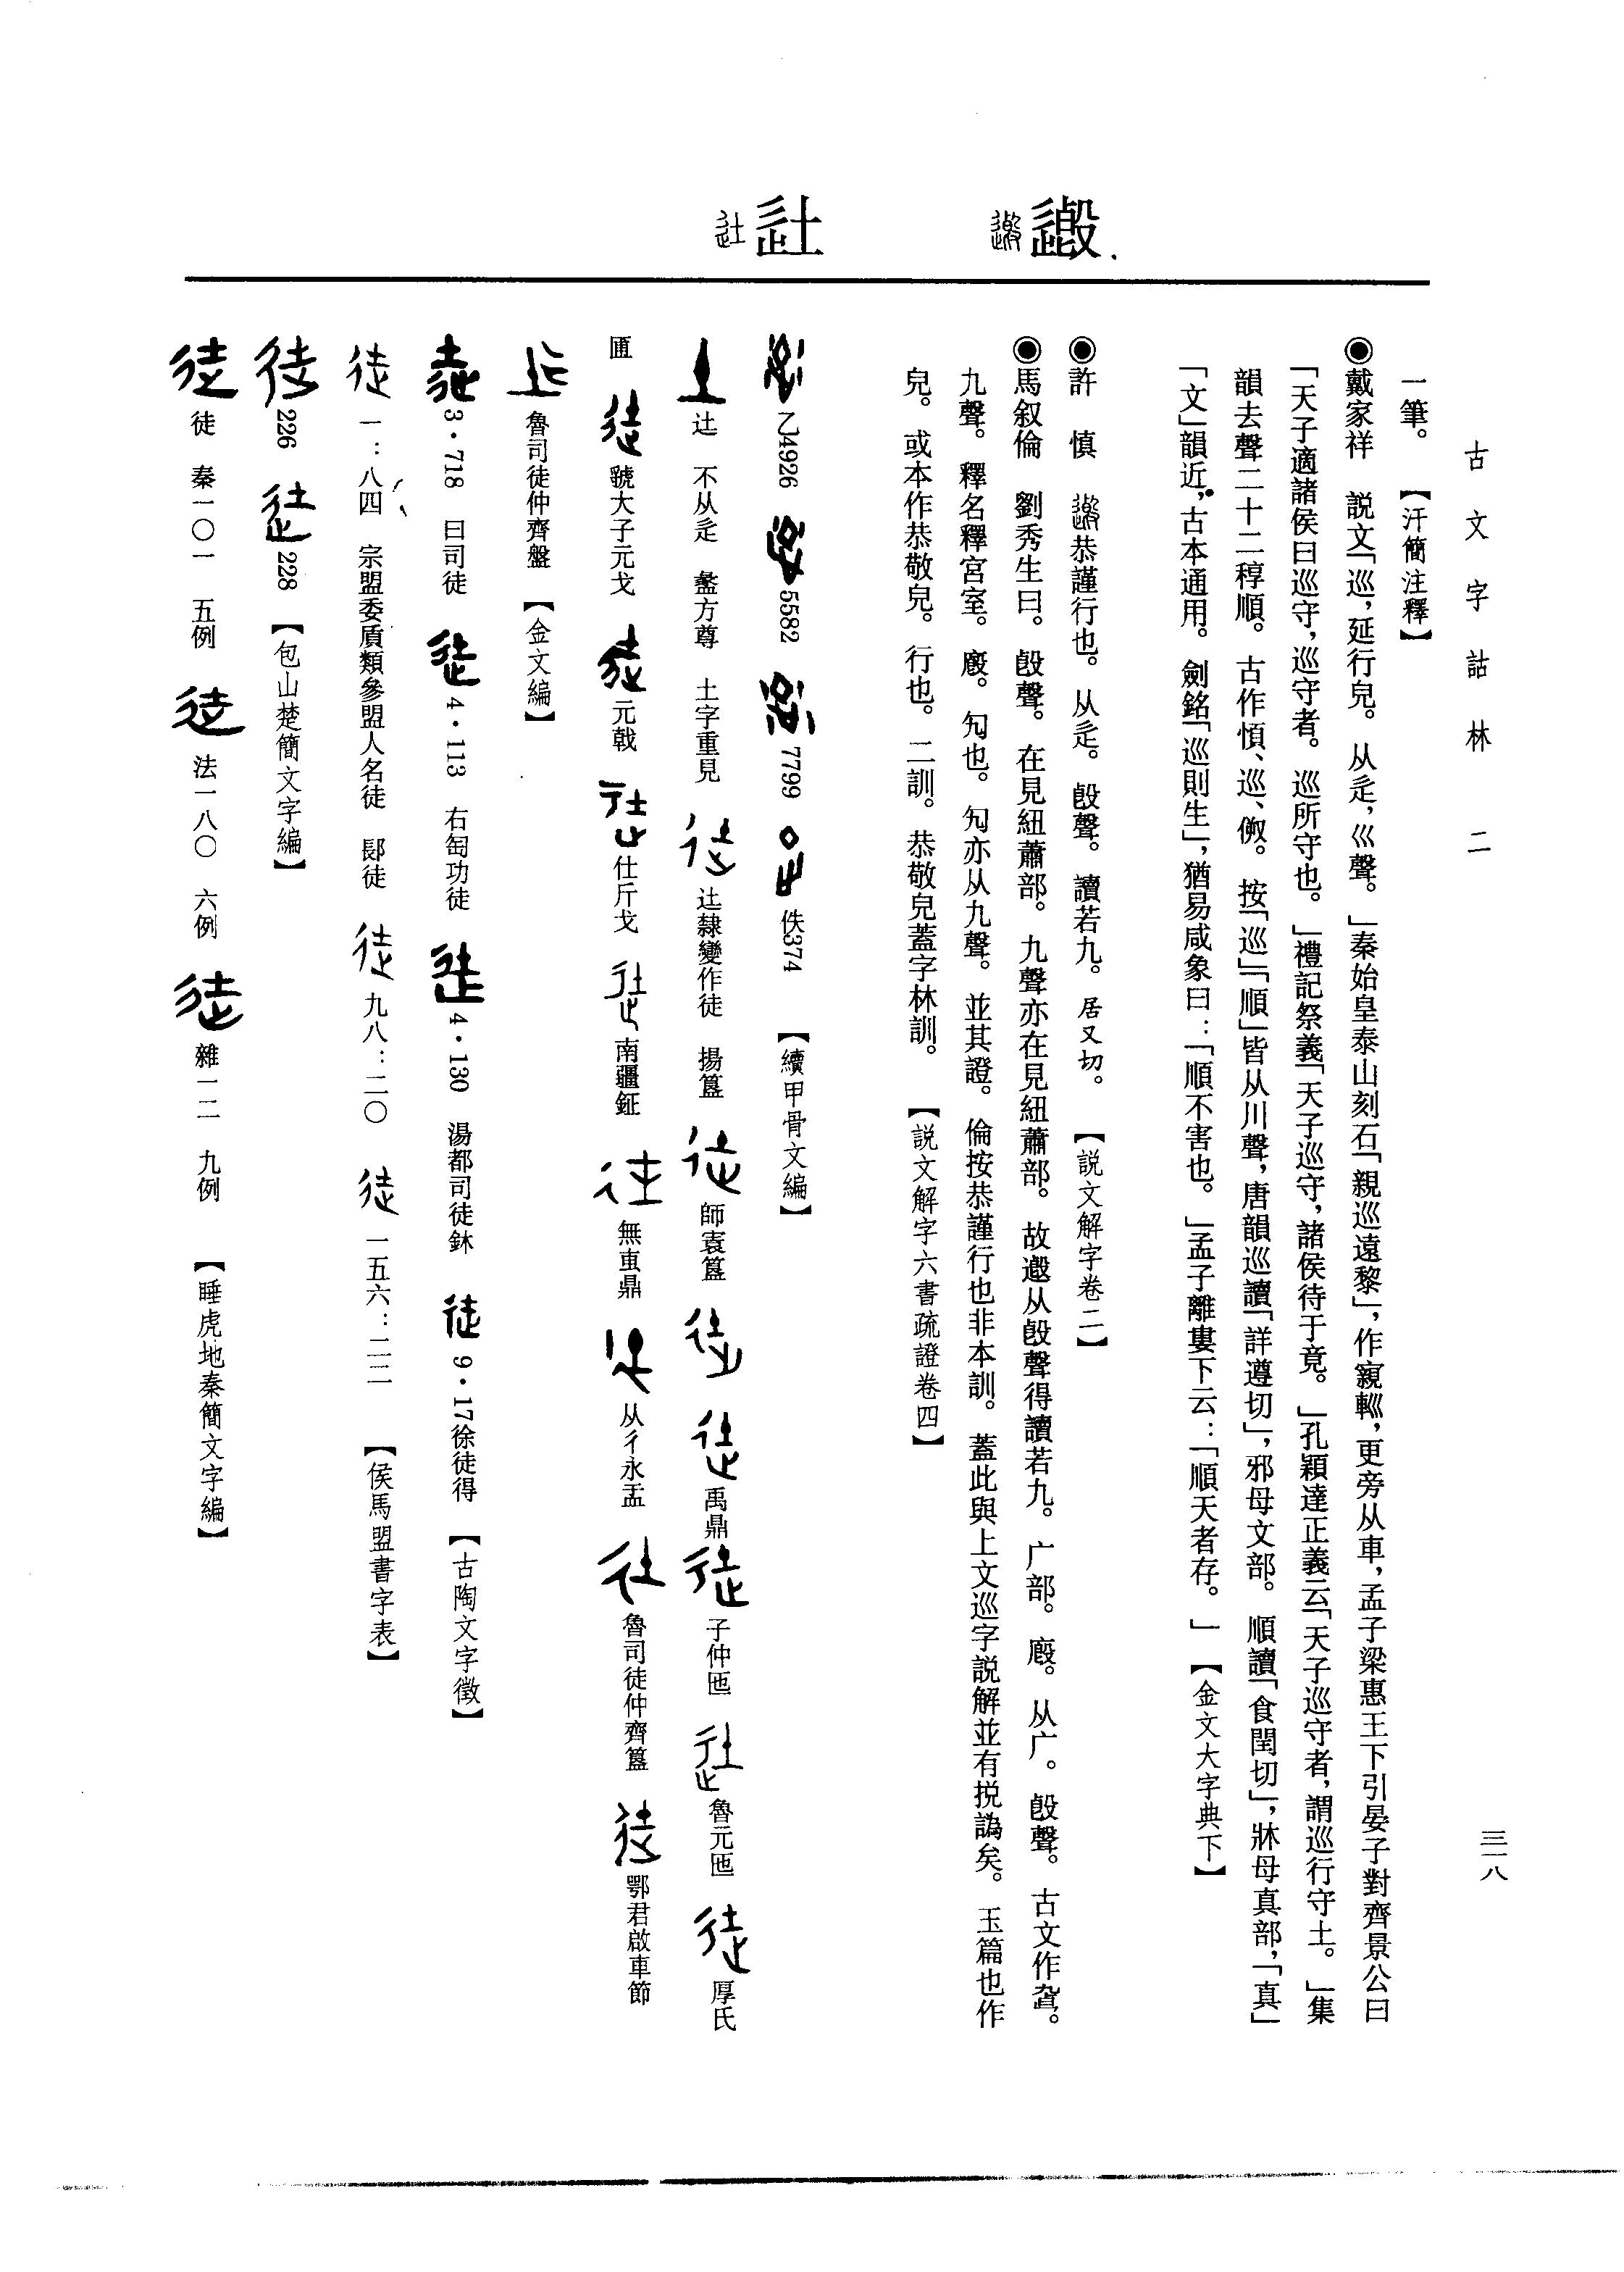 古文字詁林 二
三一八
一筆。【汗簡注釋】
◉戴家祥 説文「巡，延行皃。从辵，巛聲。」秦始皇泰山刻石「親巡遠黎」，作寴輕，更旁从車，孟子梁惠王下引晏子對齊景公曰
「天子適諸侯曰巡守，巡守者。巡所守也。」禮記祭義「天子巡守，諸侯待于竟。」孔穎達正義云「天子巡守者，謂巡行守土。」集
韻去聲二十二稕順。古作慎、巡、。按「巡」「順」皆从川聲，唐韻巡讀「詳遵切」，邪母文部。順讀「食閏切」，牀母真部，「真」
「文」韻近，古本通用。劍銘「巡則生」，猶易咸象曰：「順不害也。」孟子離婁下云：「順天者存。」【金文大字典下】
邎 
◉許 慎 恭謹行也。从辵。𣪘聲。讀若九。居又切。【説文解字卷二】
◉馬叙倫 劉秀生曰。𣪘聲。在見紐蕭部。九聲亦在見紐蕭部。故𨘌从𣪘聲得讀若九。广部。廏。从广。𣪘聲。古文作㲃。
九聲。釋名釋宮室。廏。勼也。勼亦从九聲。並其證。倫按恭謹行也非本訓。蓋此與上文巡字説解並有捝譌矣。玉篇也作
皃。或本作恭敬皃。行也。二訓。恭敬皃蓋字林訓。【説文解字六書疏證卷四】
𨑒
乙4926 5582 7799 佚374 【續甲骨文編】
𨑒 不从辵 盠方尊 土字重見 𨑒隸變作徒 揚簋 師㝨簋 禹鼎 子仲匜 魯元匜 厚氏
匍 虢大子元戈 元戟 仕斤戈 南疆鉦 無叀鼎 从彳永盂 魯司徒仲齊簋 鄂君啟車節
魯司徒仲齊盤 【金文編】
3·718 曰司徒 4·113 右匋功徒 4·130 湯都司徒鉥 9·17徐徒得 【古陶文字徵】
一：八四 宗盟委質類參盟人名徒 郹徒 九八：二〇 一五六：二二 【侯馬盟書字表】
226 228 【包山楚簡文字編】
徒 秦一〇一 五例 法一八〇 六例 雜一二 九例 【睡虎地秦簡文字編】